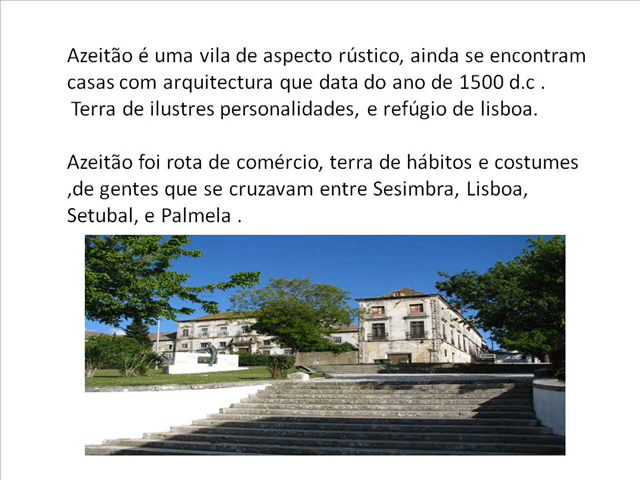 Azeitão é uma vila de aspecto rústico, ainda se encontram
casas com arquitectura que data do ano de 1500 d.c .
Terra de ilustres personalidades, e refúgio de lisboa.
Azeitão foi rota de comércio, terra de hábitos e costumes
,de gentes que se cruzavam entre Sesimbra, Lisboa,
Setubal, e Palmela .